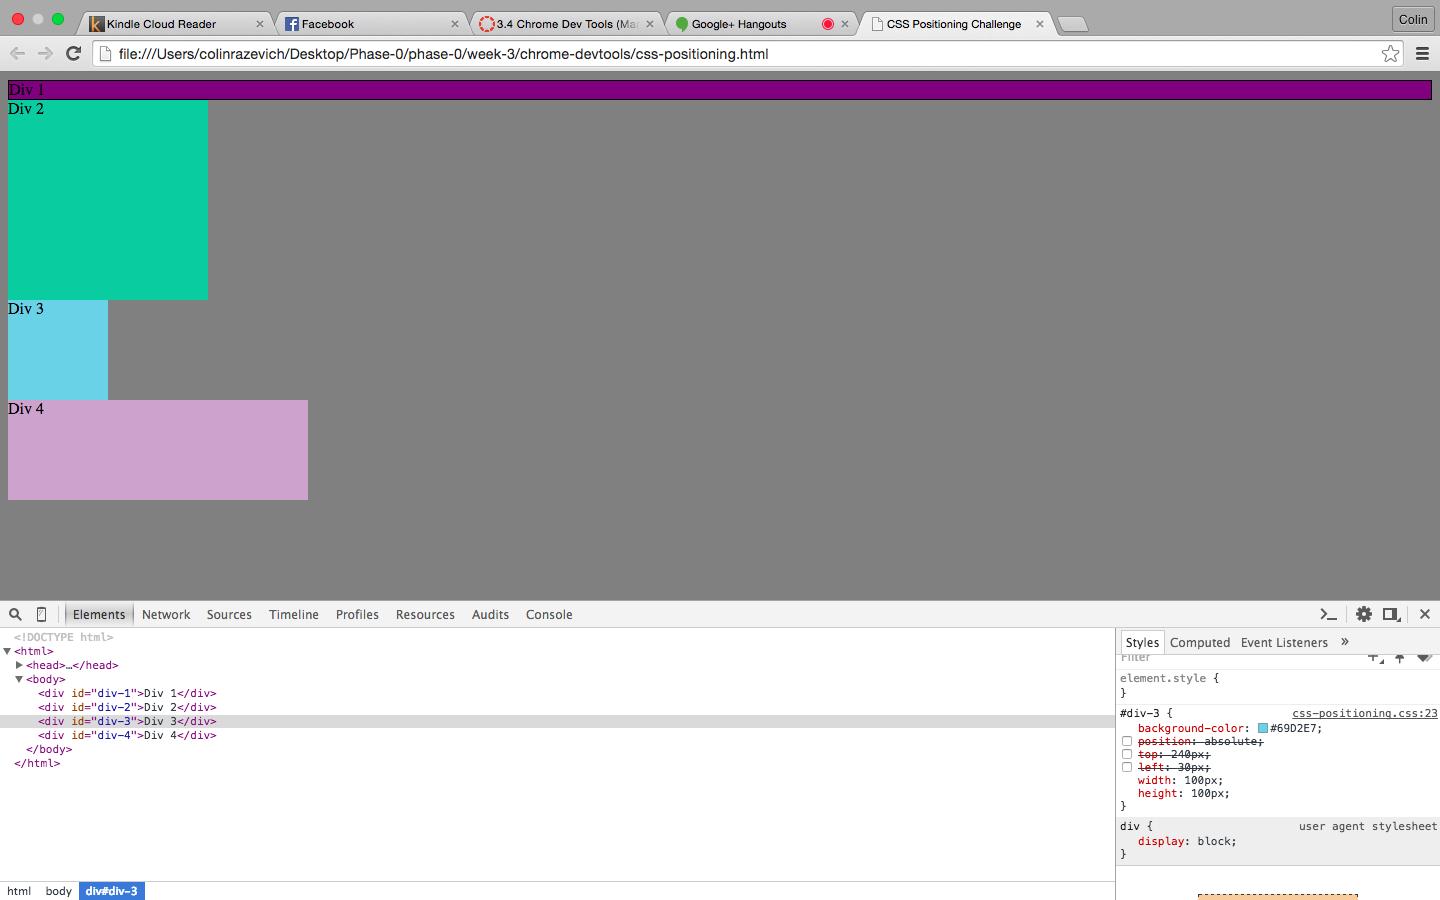 Kindle Cloud Reader
Facebook
3.4 Chrome Dev Tools (Ma
Google+ Hangouts
CSS Positioning Challenge
Colin
file:///Users/colinrazevich/Desktop/Phase-0/phase-0/week-3/chrome-devtools/css-positioning.html
Div 1
Div 2
Div 3
Div 4
Elements Network Sources Timeline Profiles Resources Audits Console
<!DOCTYPE html>
<html>
<head>…</head>
<body>
<div id="div-1">Div 1</div>
<div id="div-2">Div 2</div>
<div id="div-3">Div 3</div>
<div id="div-4">Div 4</div>
</body>
</html>
html body div#div-3
Styles Computed Event Listeners »
Filter
element.style {
}
#div-3 { css-positioning.css:23
background-color: #69D2E7;
position: absolute;
top: 240px;
left: 30px;
width: 100px;
height: 100px;
}
div { user agent stylesheet
display: block;
}